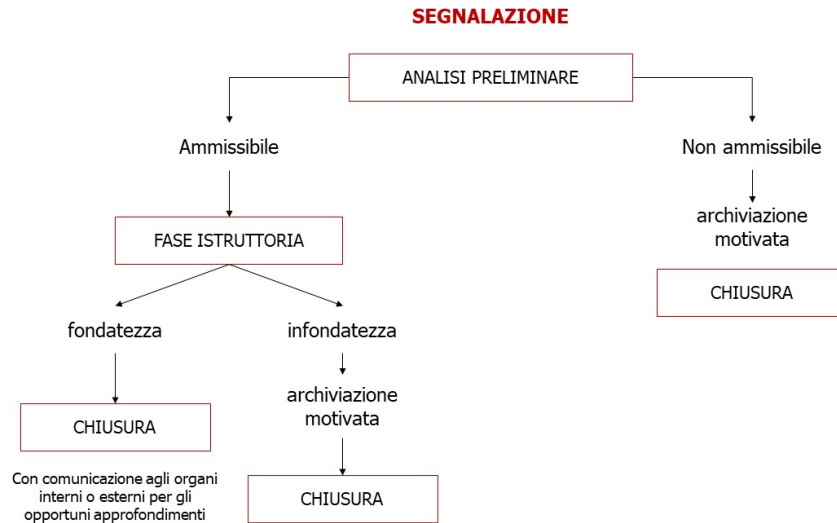 SEGNALAZIONE
ANALISI PRELIMINARE
Ammissibile
Non ammissibile
archiviazione
motivata
FASE ISTRUTTORIA
CHIUSURA
fondatezza
infondatezza
archiviazione
motivata
CHIUSURA
Con comunicazione agli organi
interni o esterni per gli
opportuni approfondimenti
CHIUSURA